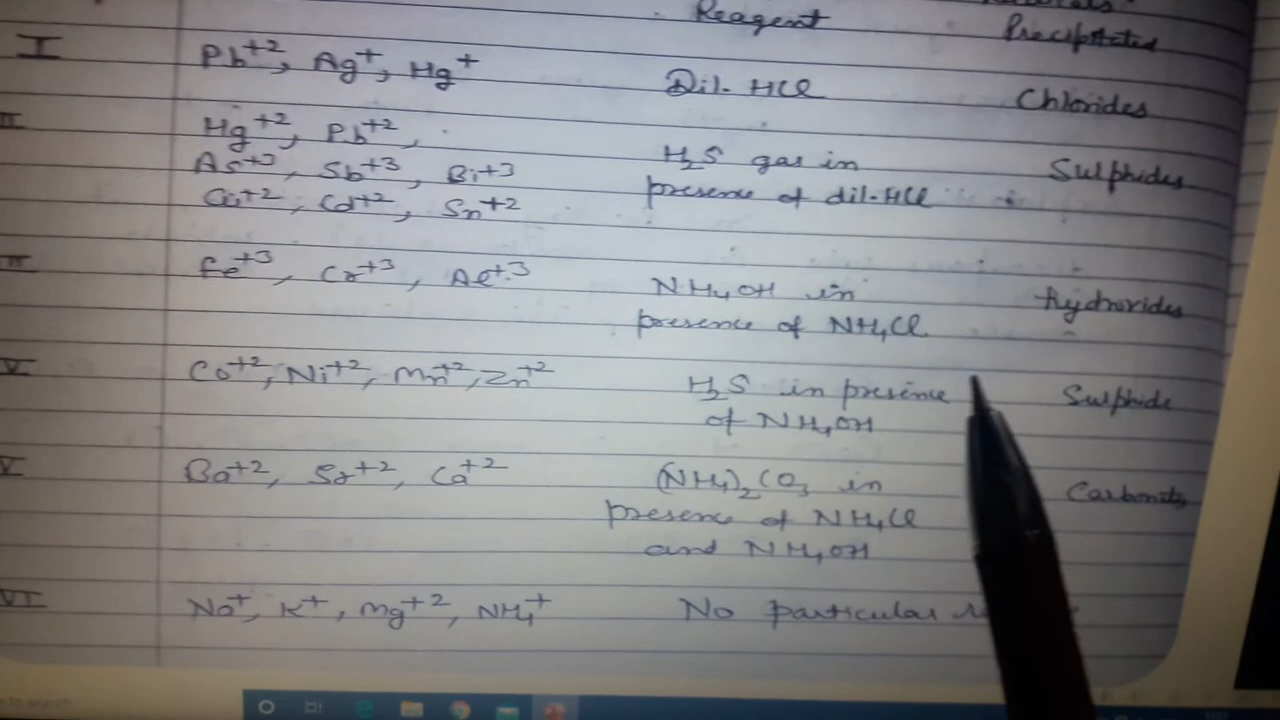 Reagent
Precipitated
I Pb+2, Ag+, Hg+ Dil. HCl Chlorides
II Hg+2, Pb+2,
As+3, Sb+3, Bi+3 H2S gas in Sulphides
Cu+2, Cd+2, Sn+2 presence of dil. HCl
III Fe+3, Cr+3, Al+3 NH4OH in Hydroxides
presence of NH4Cl
V Co+2, Ni+2, Mn+2, Zn+2 H2S in presence Sulphide
of NH4OH
V Ba+2, Sr+2, Ca+2 (NH4)2CO3 in Carbonates
presence of NH4Cl
and NH4OH
VI Na+, K+, Mg+2, NH4+ No particular
to search